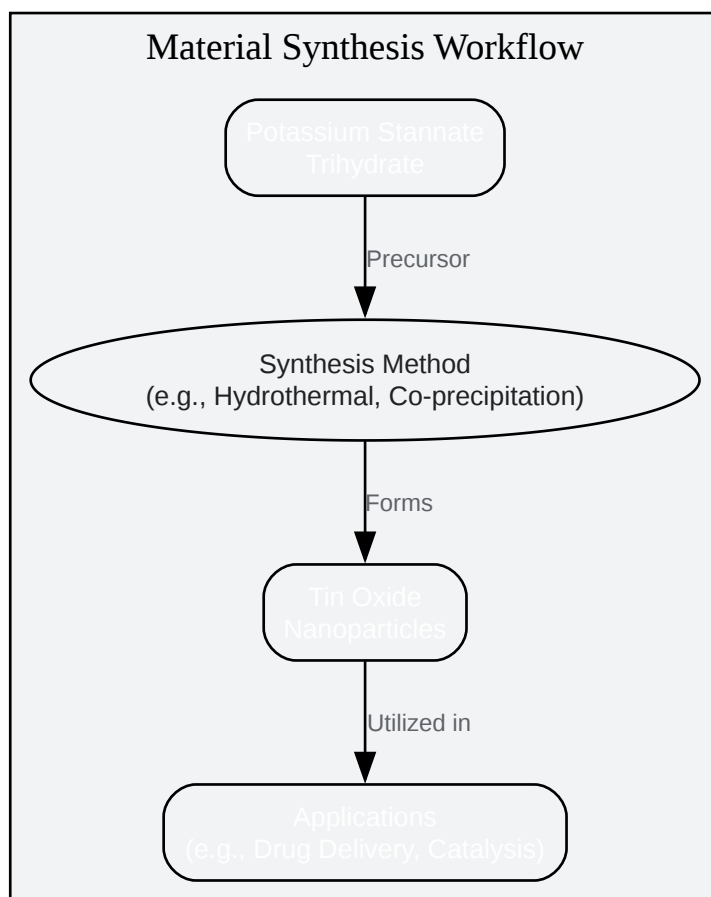 Material Synthesis Workflow
Potassium Stannate
Trihydrate
Precursor
Synthesis Method
(e.g., Hydrothermal, Co-precipitation)
Forms
Tin Oxide
Nanoparticles
Utilized in
Applications
(e.g., Drug Delivery, Catalysis)